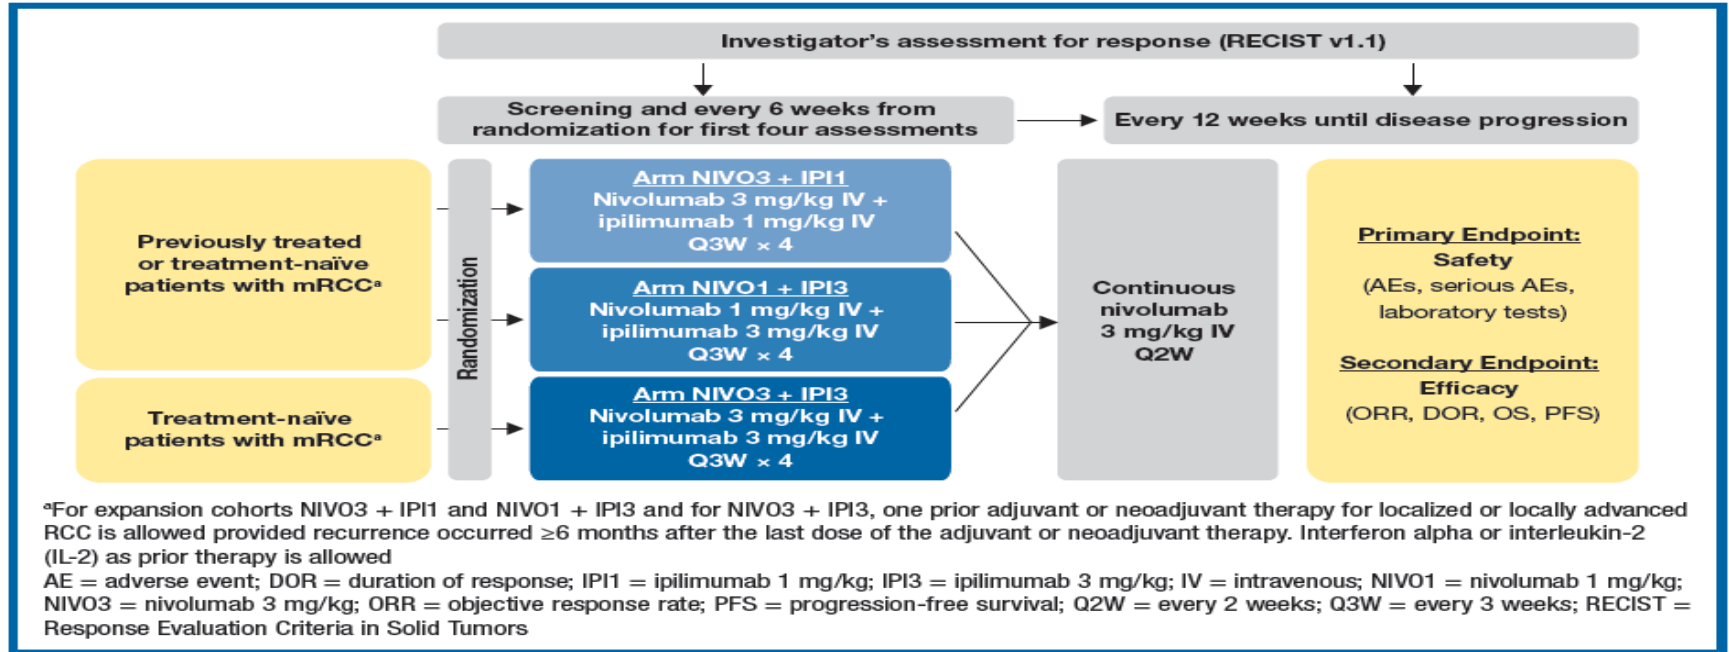 Investigator's assessment for response (RECIST v1.1)
Screening and every 6 weeks from
randomization for first four assessments
Every 12 weeks until disease progression
Previously treated
or treatment-naïve
patients with mRCCᵃ
Treatment-naïve
patients with mRCCᵃ
Randomization
Arm NIVO3 + IPI1
Nivolumab 3 mg/kg IV +
ipilimumab 1 mg/kg IV
Q3W × 4
Arm NIVO1 + IPI3
Nivolumab 1 mg/kg IV +
ipilimumab 3 mg/kg IV
Q3W × 4
Arm NIVO3 + IPI3
Nivolumab 3 mg/kg IV +
ipilimumab 3 mg/kg IV
Q3W × 4
Continuous
nivolumab
3 mg/kg IV
Q2W
Primary Endpoint:
Safety
(AEs, serious AEs,
laboratory tests)
Secondary Endpoint:
Efficacy
(ORR, DOR, OS, PFS)
ᵃFor expansion cohorts NIVO3 + IPI1 and NIVO1 + IPI3 and for NIVO3 + IPI3, one prior adjuvant or neoadjuvant therapy for localized or locally advanced
RCC is allowed provided recurrence occurred ≥6 months after the last dose of the adjuvant or neoadjuvant therapy. Interferon alpha or interleukin-2
(IL-2) as prior therapy is allowed
AE = adverse event; DOR = duration of response; IPI1 = ipilimumab 1 mg/kg; IPI3 = ipilimumab 3 mg/kg; IV = intravenous; NIVO1 = nivolumab 1 mg/kg;
NIVO3 = nivolumab 3 mg/kg; ORR = objective response rate; PFS = progression-free survival; Q2W = every 2 weeks; Q3W = every 3 weeks; RECIST =
Response Evaluation Criteria in Solid Tumors